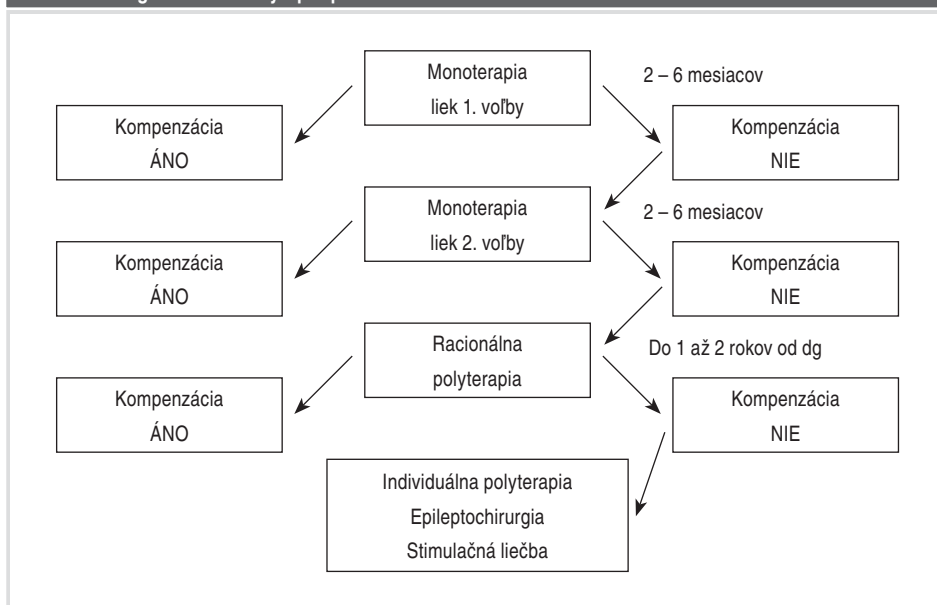 Monoterapia
liek 1. voľby
2 – 6 mesiacov
Kompenzácia
ÁNO
Kompenzácia
NIE
Monoterapia
liek 2. voľby
2 – 6 mesiacov
Kompenzácia
ÁNO
Kompenzácia
NIE
Racionálna
polyterapia
Do 1 až 2 rokov od dg
Kompenzácia
ÁNO
Kompenzácia
NIE
Individuálna polyterapia
Epileptochirurgia
Stimulačná liečba